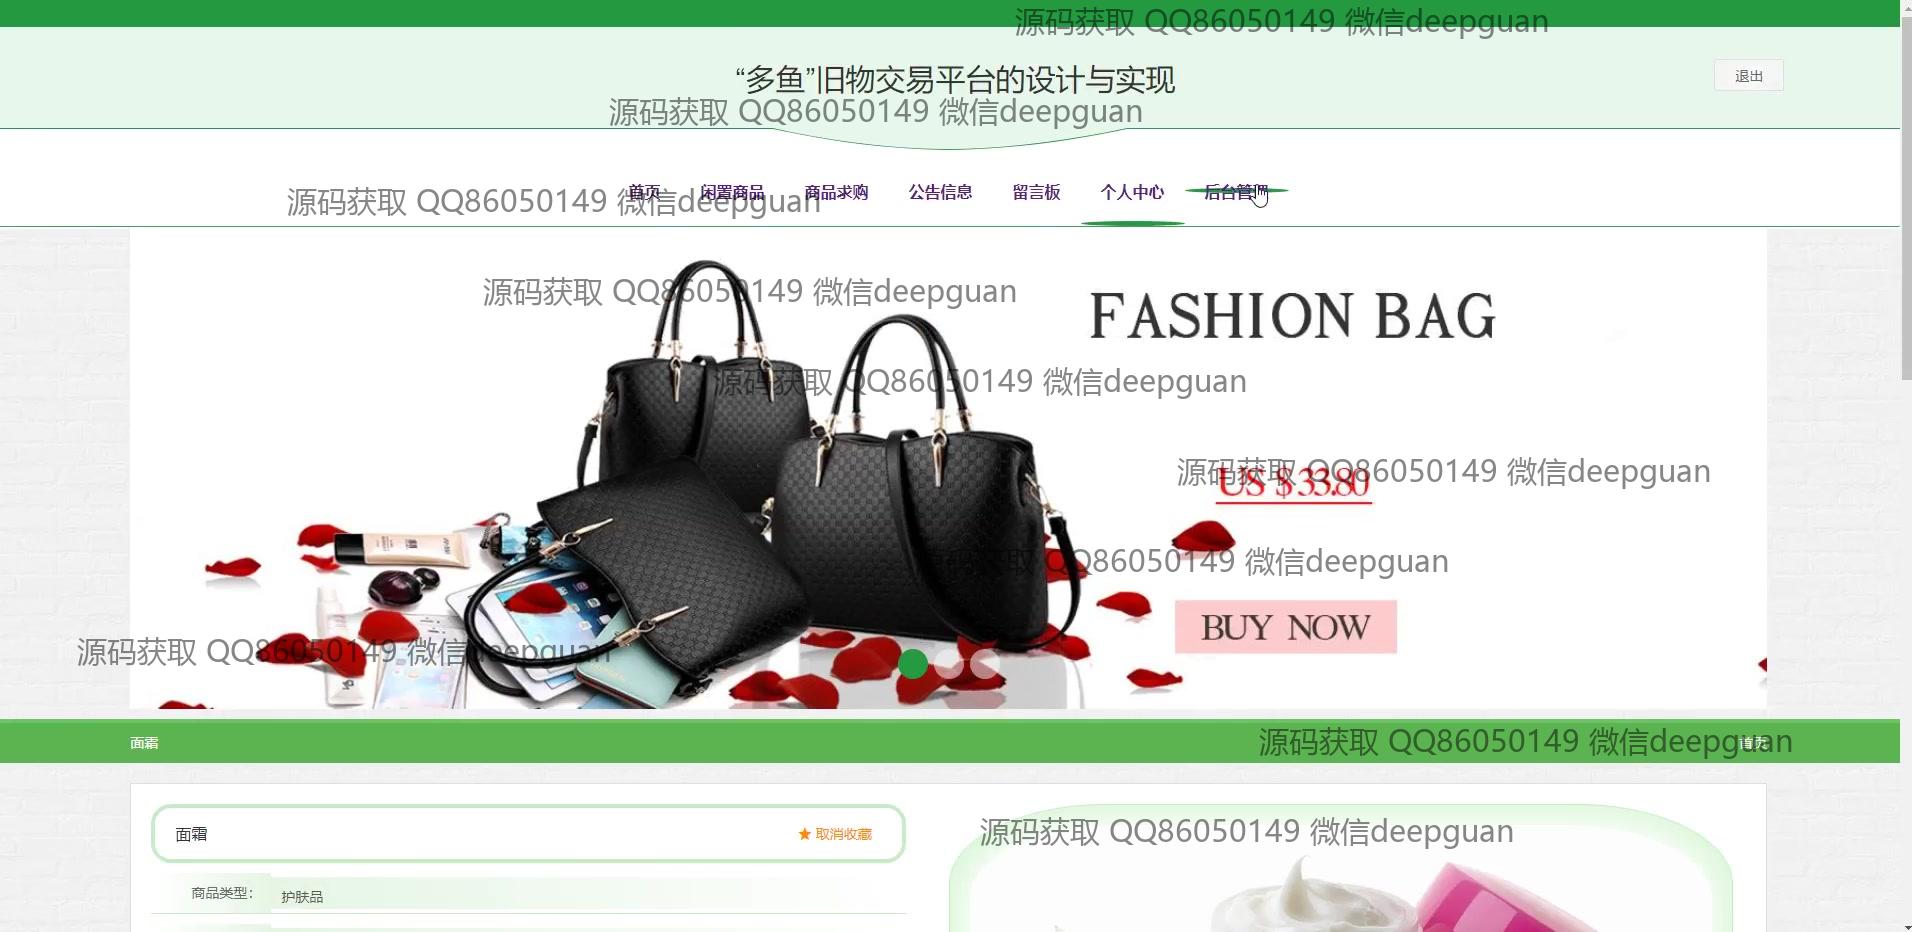 源码获取 QQ86050149 微信deepguan
“多鱼”旧物交易平台的设计与实现
退出
源码获取 QQ86050149 微信deepguan
首页 闲置商品 商品求购 公告信息 留言板 个人中心 后台管理
源码获取 QQ86050149 微信deepguan
源码获取 QQ86050149 微信deepguan
FASHION BAG
源码获取 QQ86050149 微信deepguan
源码获取 QQ86050149 微信deepguan
US $33.80
取 QQ86050149 微信deepguan
BUY NOW
源码获取 QQ86050149 微信deepguan
面霜
首页
源码获取 QQ86050149 微信deepguan
面霜
★ 取消收藏
源码获取 QQ86050149 微信deepguan
商品类型：
护肤品